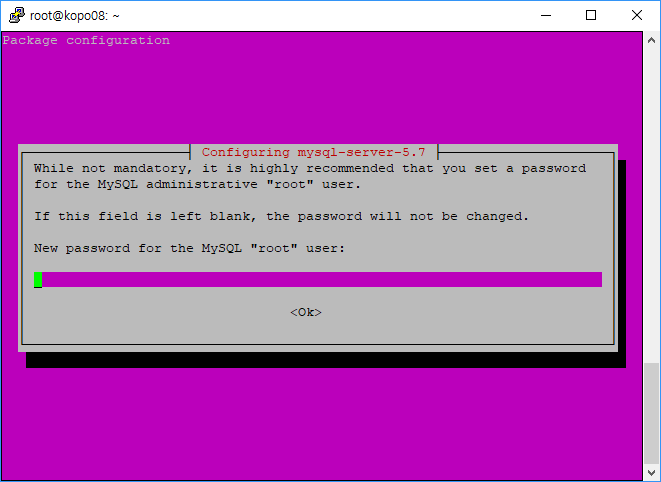 root@kopo08: ~
Package configuration
Configuring mysql-server-5.7
While not mandatory, it is highly recommended that you set a password
for the MySQL administrative "root" user.
If this field is left blank, the password will not be changed.
New password for the MySQL "root" user:
<Ok>